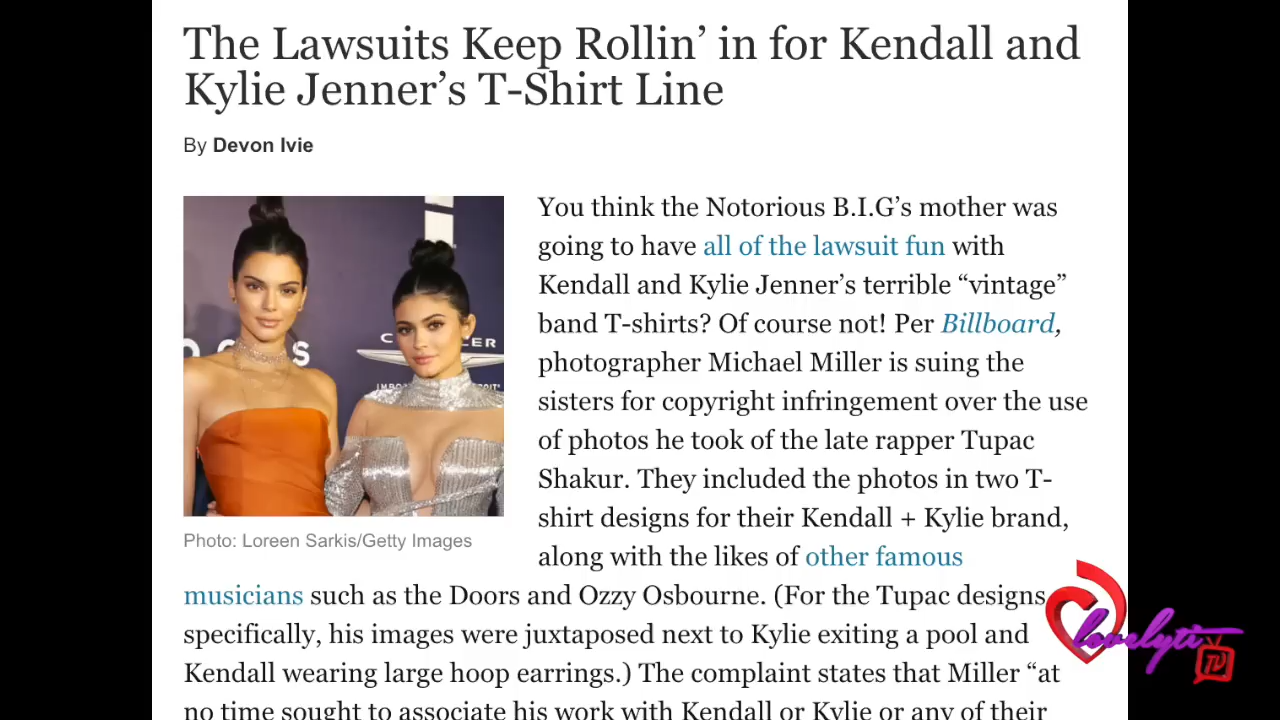 The Lawsuits Keep Rollin’ in for Kendall and
Kylie Jenner’s T-Shirt Line
By Devon Ivie
You think the Notorious B.I.G’s mother was
going to have all of the lawsuit fun with
Kendall and Kylie Jenner’s terrible “vintage”
band T-shirts? Of course not! Per Billboard,
photographer Michael Miller is suing the
sisters for copyright infringement over the use
of photos he took of the late rapper Tupac
Shakur. They included the photos in two T-
shirt designs for their Kendall + Kylie brand,
along with the likes of other famous
Photo: Loreen Sarkis/Getty Images
musicians such as the Doors and Ozzy Osbourne. (For the Tupac designs
specifically, his images were juxtaposed next to Kylie exiting a pool and
Kendall wearing large hoop earrings.) The complaint states that Miller “at
no time sought to associate his work with Kendall or Kylie or any of their
lovelyti
TV